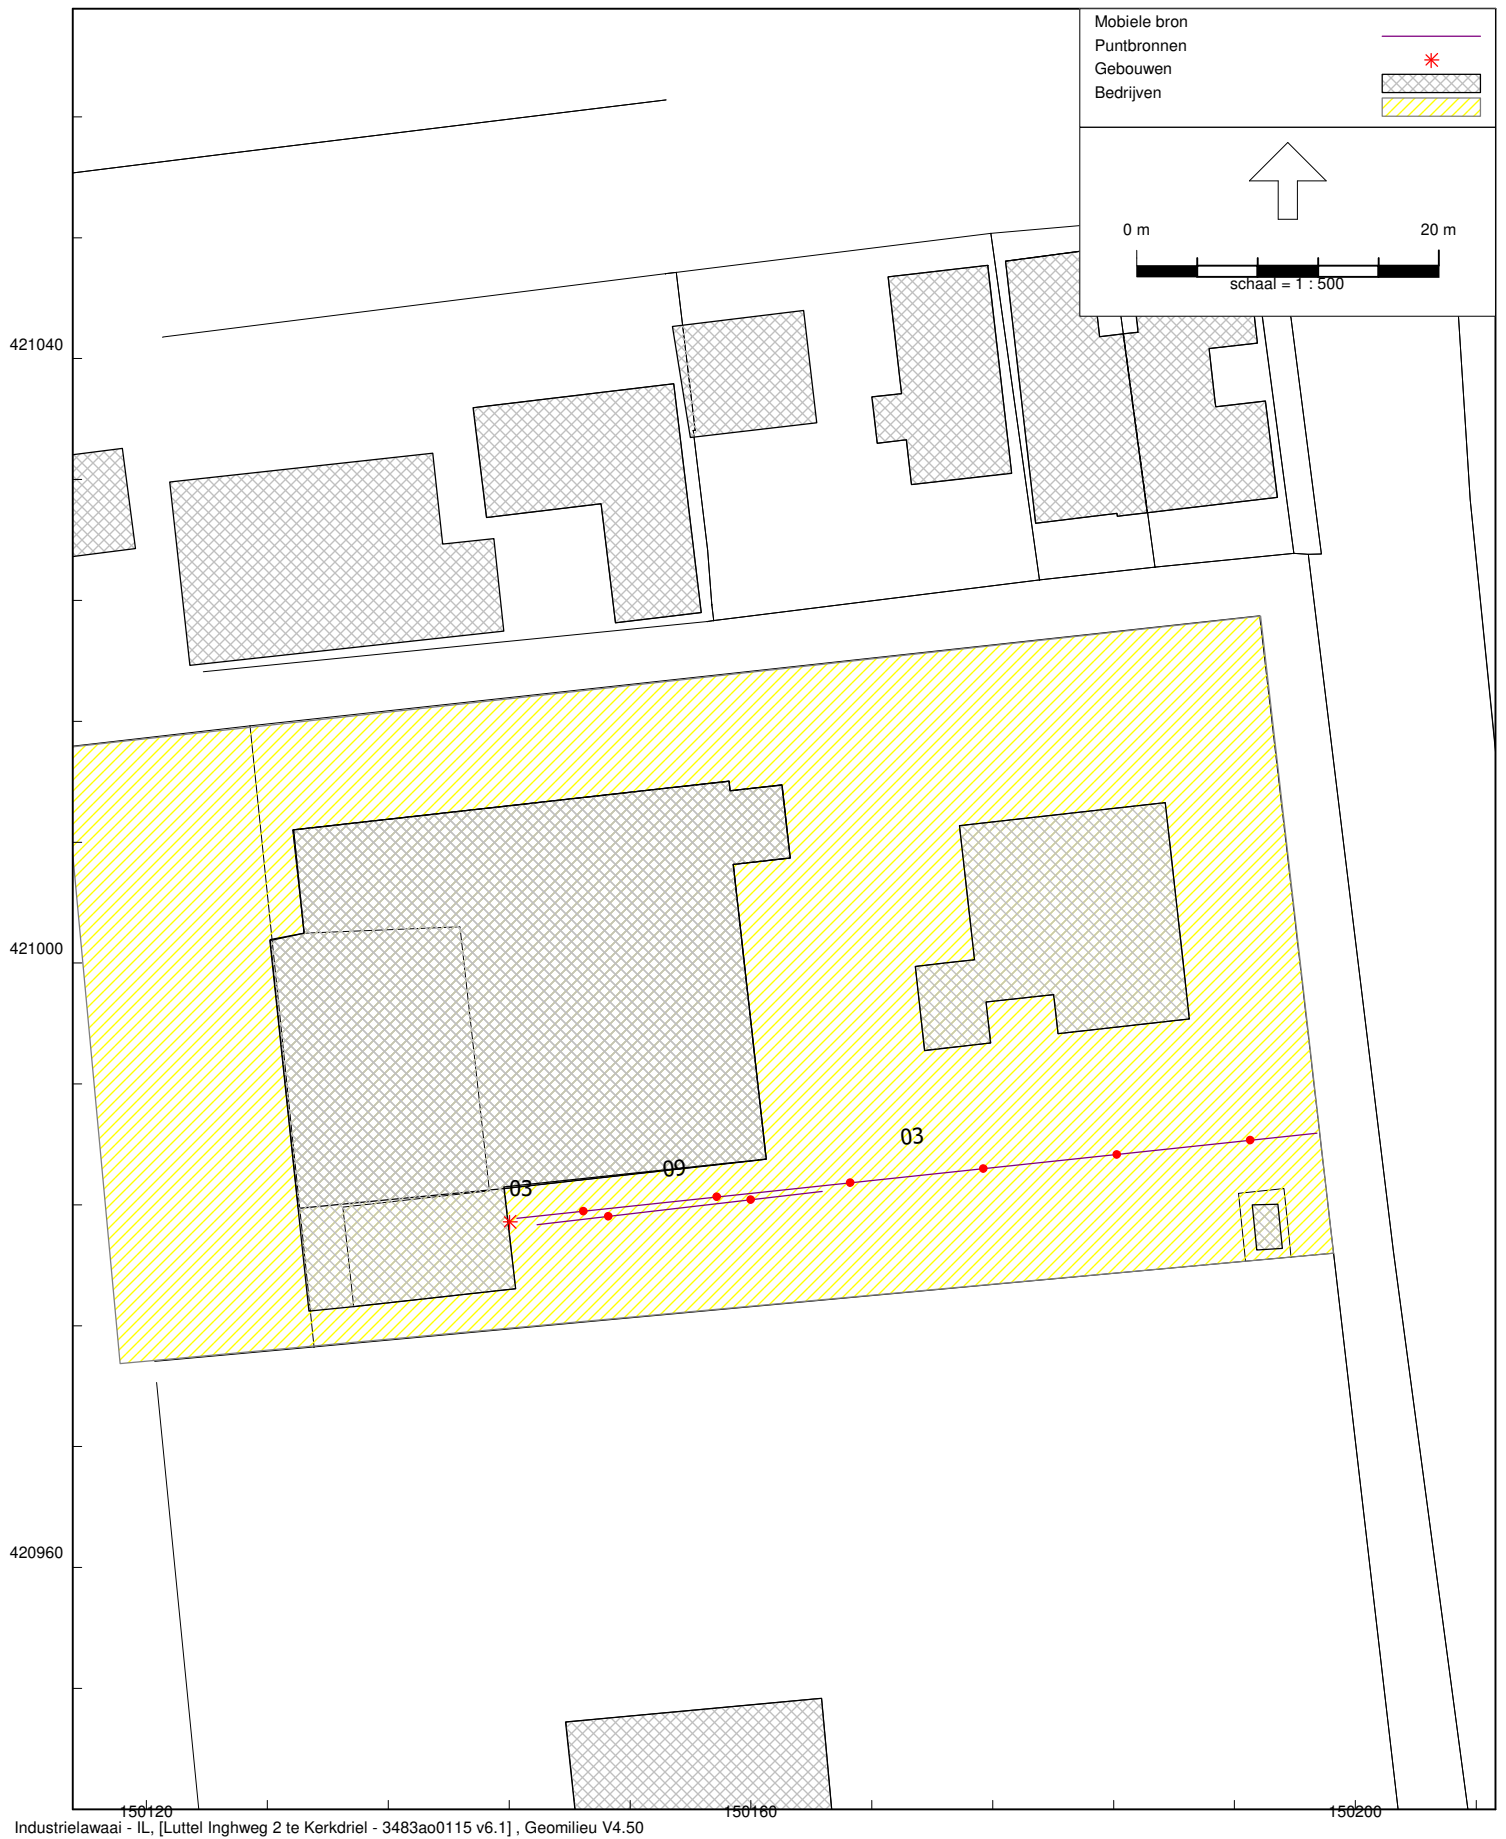 Mobiele bron
Puntbronnen
Gebouwen
Bedrijven
0 m 20 m
schaal = 1 : 500
421040
421000
03
09
03
420960
150120 150160 150200
Industrielawaai - IL, [Luttel Inghweg 2 te Kerkdriel - 3483ao0115 v6.1] , Geomilieu V4.50